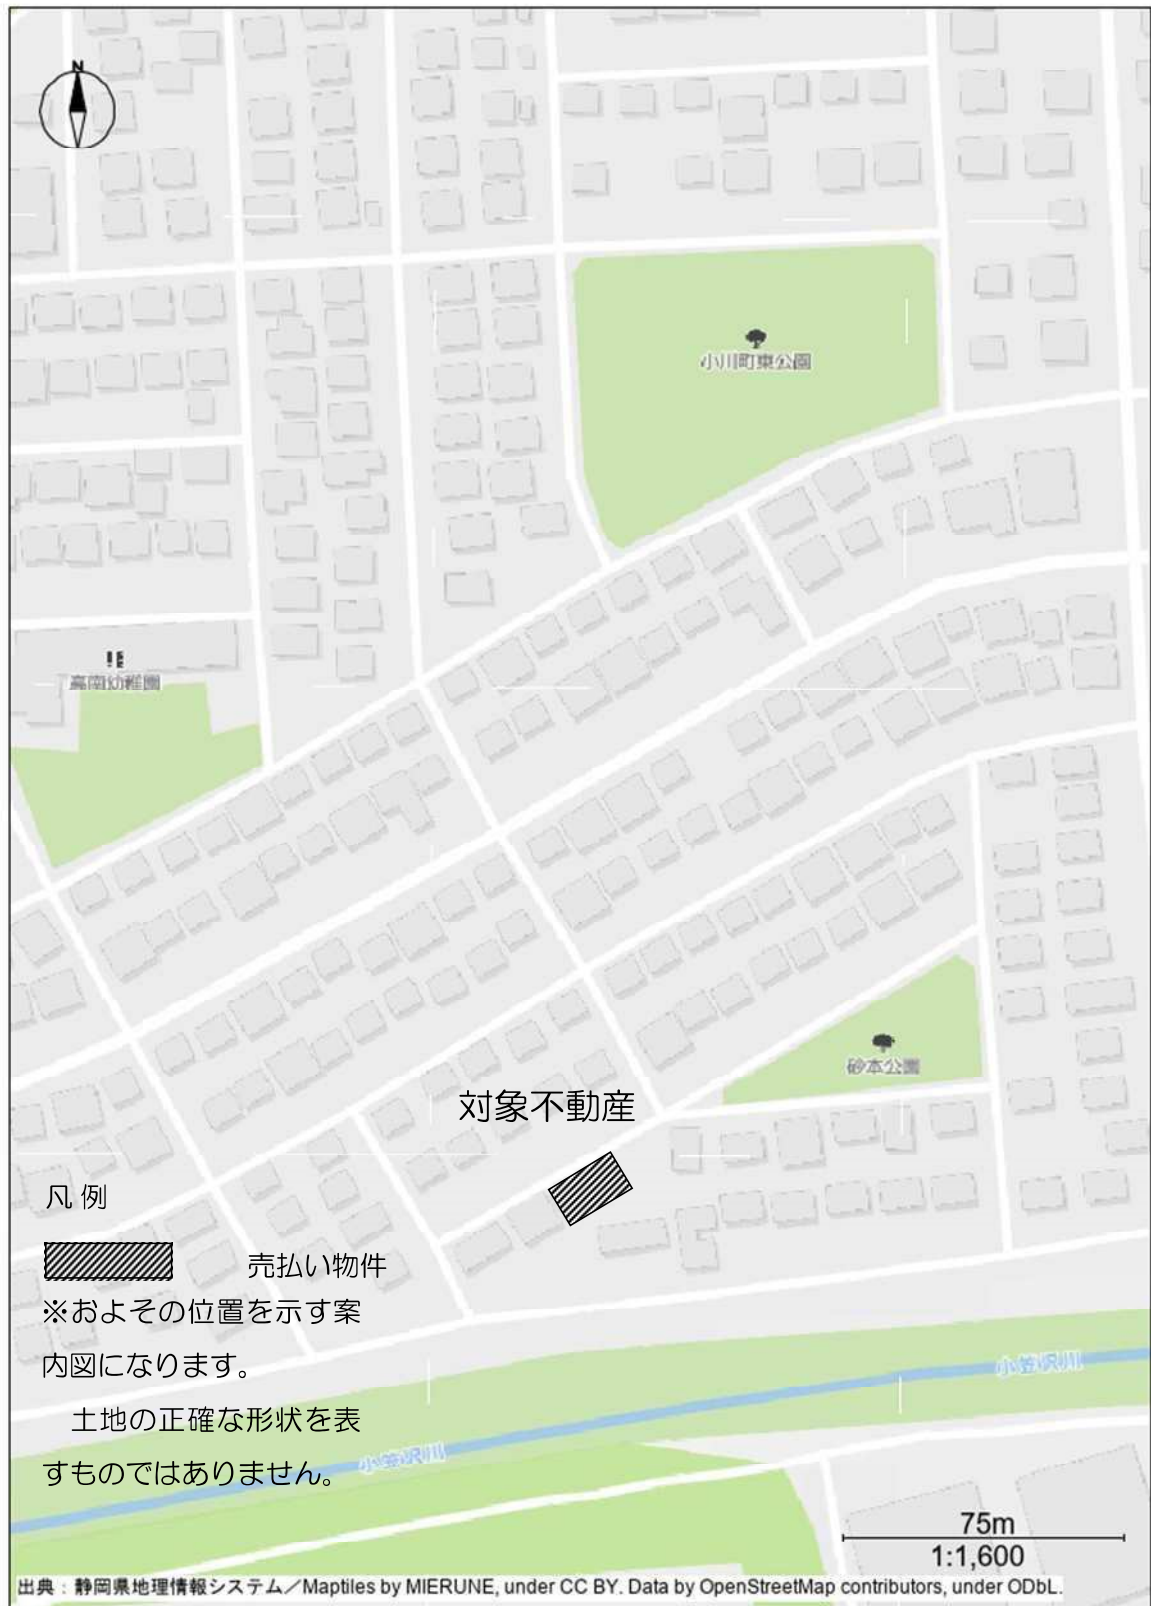 N
小川町東公園
高南幼稚園
砂本公園
対象不動産
凡 例
売払い物件
※およその位置を示す案
内図になります。
　土地の正確な形状を表
すものではありません。
小笠沢川
小笠沢川
75m
1:1,600
出典：静岡県地理情報システム／Maptiles by MIERUNE, under CC BY. Data by OpenStreetMap contributors, under ODbL.